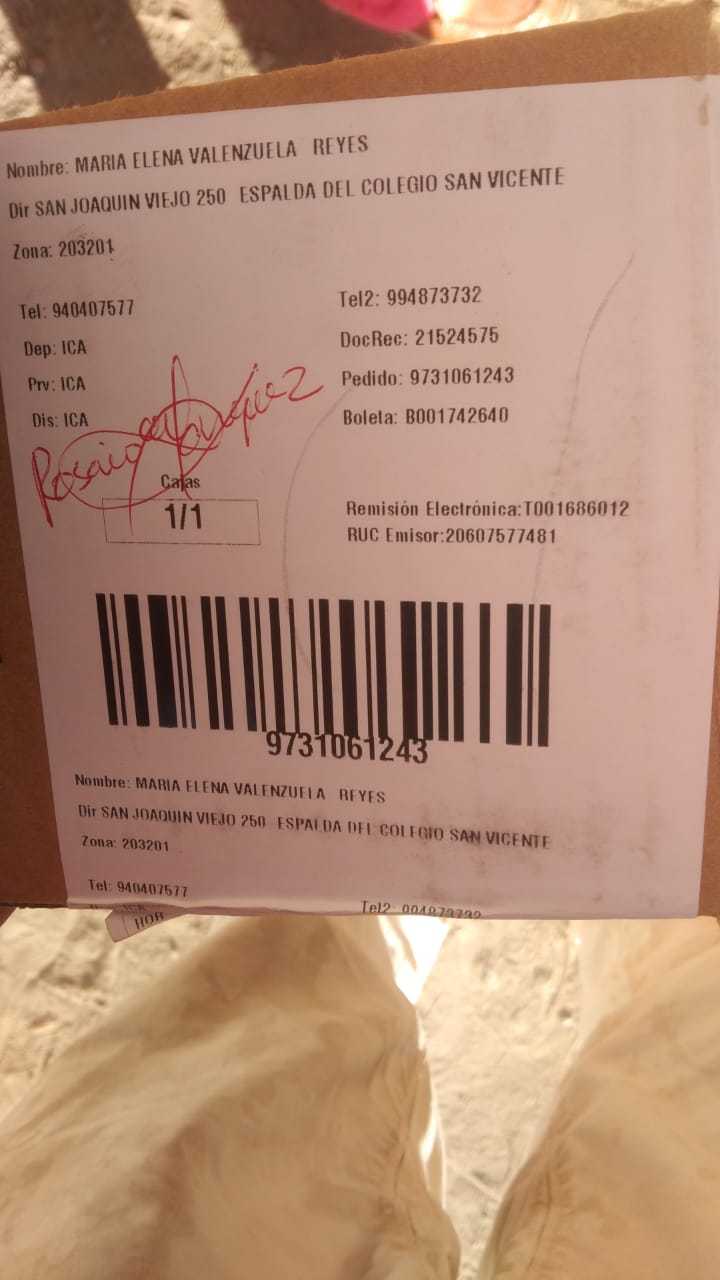 Nombre: MARIA ELENA VALENZUELA REYES
Dir SAN JOAQUIN VIEJO 250 ESPALDA DEL COLEGIO SAN VICENTE
Zona: 203201
Tel: 940407577 Tel2: 994873732
Dep: ICA DocRec: 21524575
Prv: ICA Pedido: 9731061243
Dis: ICA Boleta: B001742640
Cajas
1/1
Remisión Electrónica:T001686012
RUC Emisor:20607577481
9731061243
Nombre: MARIA ELENA VALENZUELA REYES
Dir SAN JOAQUIN VIEJO 250 ESPALDA DEL COLEGIO SAN VICENTE
Zona: 203201
Tel: 940407577 Tel2: 994873732